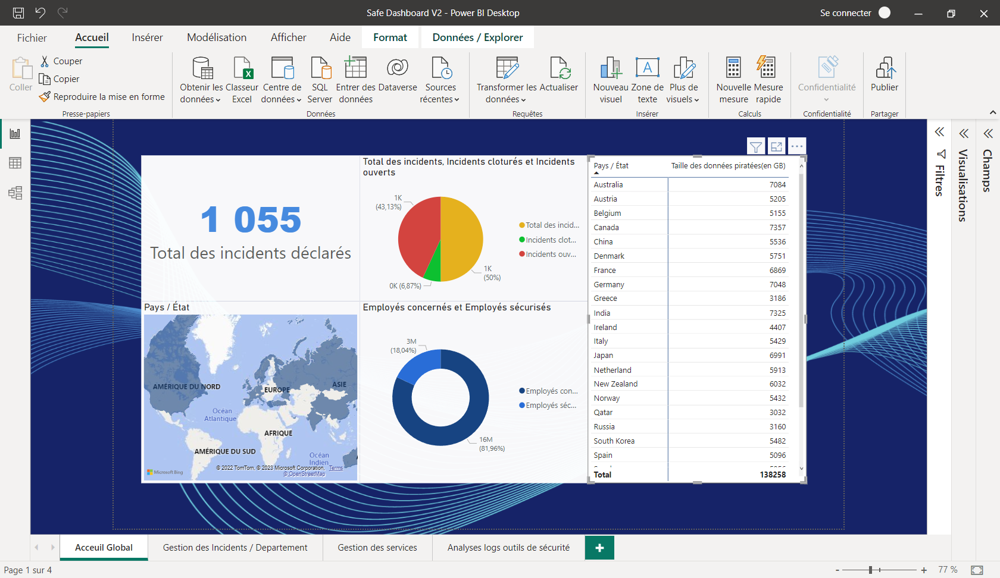 Safe Dashboard V2 - Power BI Desktop
Se connecter
Fichier
Accueil
Insérer
Modélisation
Afficher
Aide
Format
Données / Explorer
Coller
Couper
Copier
Reproduire la mise en forme
Presse-papiers
Obtenir les données
Classeur Excel
Centre de données
SQL Server
Entrer des données
Dataverse
Sources récentes
Données
Transformer les données
Actualiser
Requêtes
Nouveau visuel
Zone de texte
Plus de visuels
Insérer
Nouvelle mesure
Mesure rapide
Calculs
Confidentialité
Confidentialité
Publier
Partager
Filtres
Visualisations
Champs
1 055
Total des incidents déclarés
Total des incidents, Incidents cloturés et Incidents
ouverts
1K
(43,13%)
0K (6,87%)
1K
(50%)
Total des incid...
Incidents clot...
Incidents ouv...
Pays / État
AMÉRIQUE DU NORD
EUROPE
ASIE
Océan
Atlantique
AFRIQUE
AMÉRIQUE DU SUD
Océan
Indien
Microsoft Bing
© 2022 TomTom, © 2023 Microsoft Corporation, Terms
© OpenStreetMap
Employés concernés et Employés sécurisés
3M
(18,04%)
16M
(81,96%)
Employés con...
Employés séc...
Pays / État Taille des données piratées(en GB)
Australia 7084
Austria 5205
Belgium 5155
Canada 7357
China 5536
Denmark 5751
France 6869
Germany 7048
Greece 3186
India 7325
Ireland 4407
Italy 5429
Japan 6991
Netherland 5913
New Zealand 6032
Norway 5432
Qatar 3032
Russia 3160
South Korea 5482
Spain 5096
Total 138258
Acceuil Global
Gestion des Incidents / Departement
Gestion des services
Analyses logs outils de sécurité
Page 1 sur 4
77 %